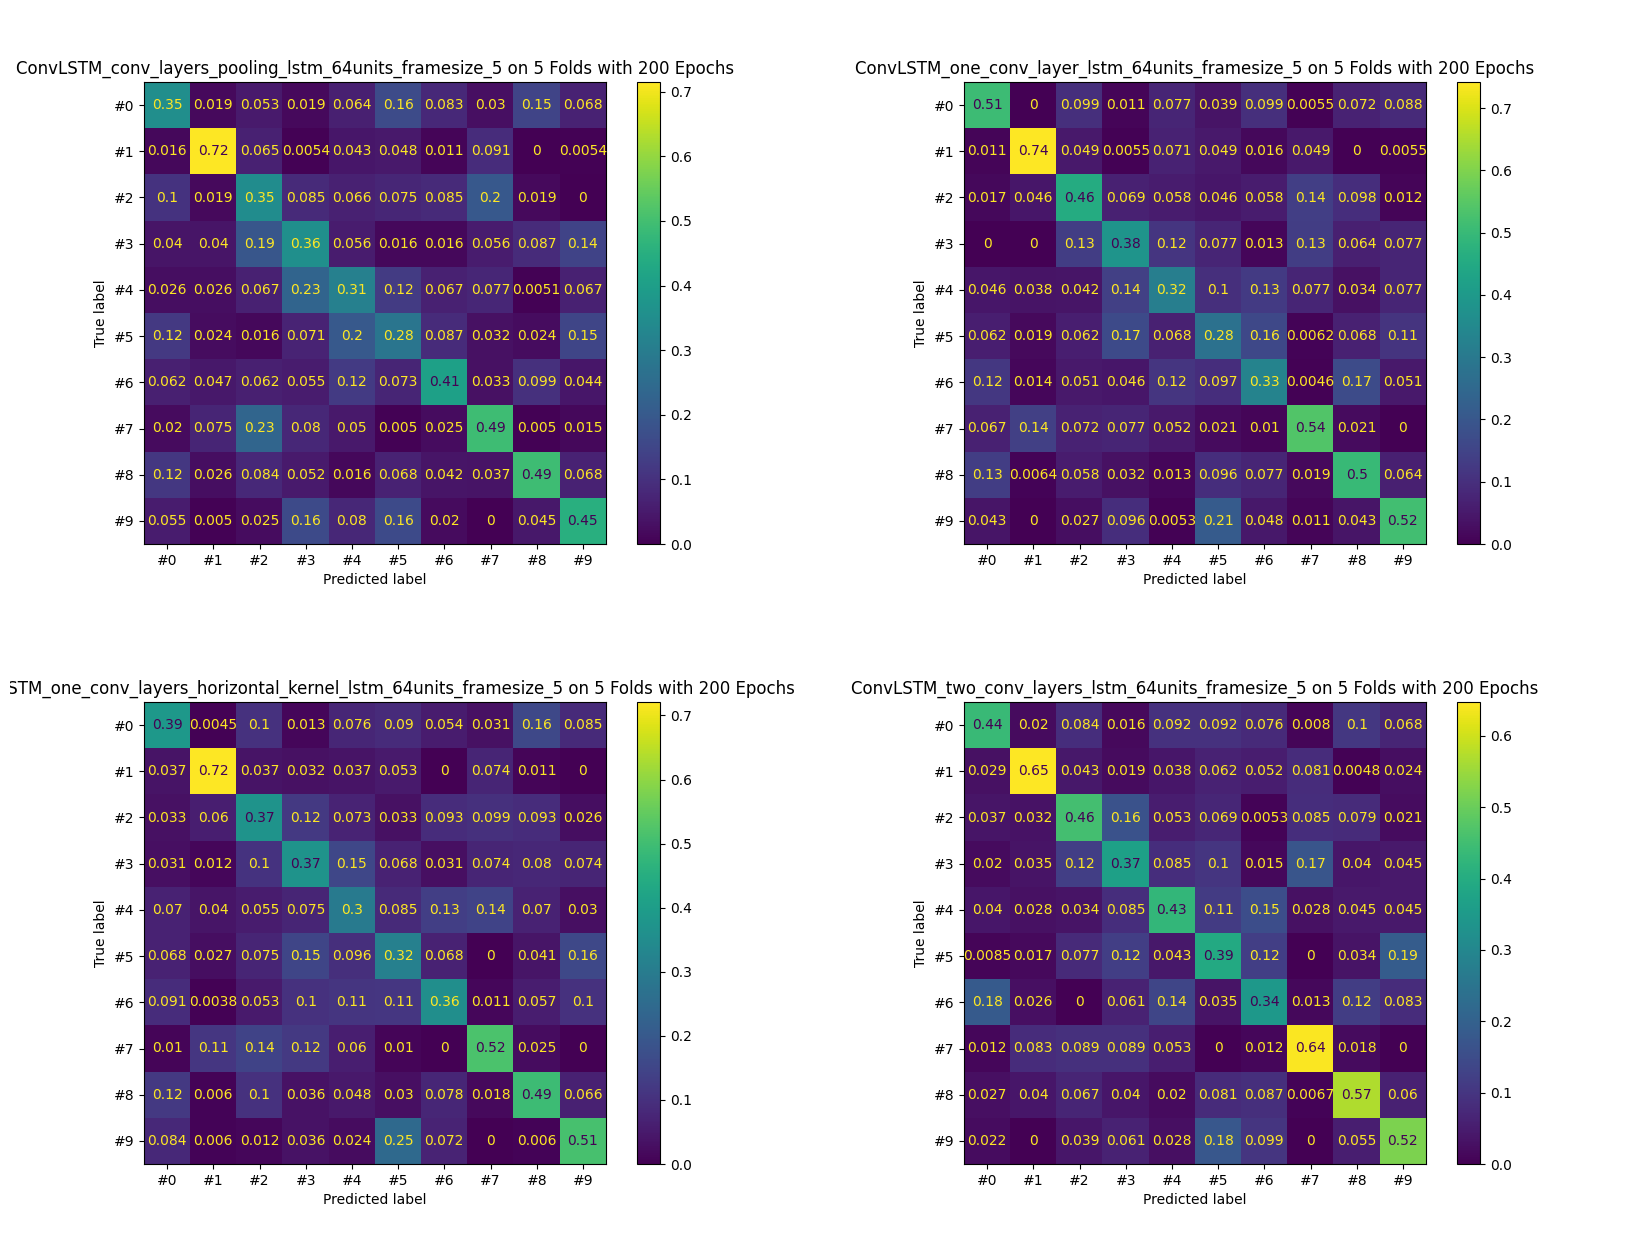 ConvLSTM_conv_layers_pooling_lstm_64units_framesize_5 on 5 Folds with 200 Epochs
#0 0.35 0.019 0.053 0.019 0.064 0.16 0.083 0.03 0.15 0.068
#1 0.016 0.72 0.065 0.0054 0.043 0.048 0.011 0.091 0 0.0054
#2 0.1 0.019 0.35 0.085 0.066 0.075 0.085 0.2 0.019 0
#3 0.04 0.04 0.19 0.36 0.056 0.016 0.016 0.056 0.087 0.14
#4 0.026 0.026 0.067 0.23 0.31 0.12 0.067 0.077 0.0051 0.067
#5 0.12 0.024 0.016 0.071 0.2 0.28 0.087 0.032 0.024 0.15
#6 0.062 0.047 0.062 0.055 0.12 0.073 0.41 0.033 0.099 0.044
#7 0.02 0.075 0.23 0.08 0.05 0.005 0.025 0.49 0.005 0.015
#8 0.12 0.026 0.084 0.052 0.016 0.068 0.042 0.037 0.49 0.068
#9 0.055 0.005 0.025 0.16 0.08 0.16 0.02 0 0.045 0.45
#0 #1 #2 #3 #4 #5 #6 #7 #8 #9
Predicted label
True label
0.7
0.6
0.5
0.4
0.3
0.2
0.1
0.0
ConvLSTM_one_conv_layer_lstm_64units_framesize_5 on 5 Folds with 200 Epochs
#0 0.51 0 0.099 0.011 0.077 0.039 0.099 0.0055 0.072 0.088
#1 0.011 0.74 0.049 0.0055 0.071 0.049 0.016 0.049 0 0.0055
#2 0.017 0.046 0.46 0.069 0.058 0.046 0.058 0.14 0.098 0.012
#3 0 0 0.13 0.38 0.12 0.077 0.013 0.13 0.064 0.077
#4 0.046 0.038 0.042 0.14 0.32 0.1 0.13 0.077 0.034 0.077
#5 0.062 0.019 0.062 0.17 0.068 0.28 0.16 0.0062 0.068 0.11
#6 0.12 0.014 0.051 0.046 0.12 0.097 0.33 0.0046 0.17 0.051
#7 0.067 0.14 0.072 0.077 0.052 0.021 0.01 0.54 0.021 0
#8 0.13 0.0064 0.058 0.032 0.013 0.096 0.077 0.019 0.5 0.064
#9 0.043 0 0.027 0.096 0.0053 0.21 0.048 0.011 0.043 0.52
#0 #1 #2 #3 #4 #5 #6 #7 #8 #9
Predicted label
True label
0.7
0.6
0.5
0.4
0.3
0.2
0.1
0.0
STM_one_conv_layers_horizontal_kernel_lstm_64units_framesize_5 on 5 Folds with 200 Epochs
#0 0.39 0.0045 0.1 0.013 0.076 0.09 0.054 0.031 0.16 0.085
#1 0.037 0.72 0.037 0.032 0.037 0.053 0 0.074 0.011 0
#2 0.033 0.06 0.37 0.12 0.073 0.033 0.093 0.099 0.093 0.026
#3 0.031 0.012 0.1 0.37 0.15 0.068 0.031 0.074 0.08 0.074
#4 0.07 0.04 0.055 0.075 0.3 0.085 0.13 0.14 0.07 0.03
#5 0.068 0.027 0.075 0.15 0.096 0.32 0.068 0 0.041 0.16
#6 0.091 0.0038 0.053 0.1 0.11 0.11 0.36 0.011 0.057 0.1
#7 0.01 0.11 0.14 0.12 0.06 0.01 0 0.52 0.025 0
#8 0.12 0.006 0.1 0.036 0.048 0.03 0.078 0.018 0.49 0.066
#9 0.084 0.006 0.012 0.036 0.024 0.25 0.072 0 0.006 0.51
#0 #1 #2 #3 #4 #5 #6 #7 #8 #9
Predicted label
True label
0.7
0.6
0.5
0.4
0.3
0.2
0.1
0.0
ConvLSTM_two_conv_layers_lstm_64units_framesize_5 on 5 Folds with 200 Epochs
#0 0.44 0.02 0.084 0.016 0.092 0.092 0.076 0.008 0.1 0.068
#1 0.029 0.65 0.043 0.019 0.038 0.062 0.052 0.081 0.0048 0.024
#2 0.037 0.032 0.46 0.16 0.053 0.069 0.0053 0.085 0.079 0.021
#3 0.02 0.035 0.12 0.37 0.085 0.1 0.015 0.17 0.04 0.045
#4 0.04 0.028 0.034 0.085 0.43 0.11 0.15 0.028 0.045 0.045
#5 0.0085 0.017 0.077 0.12 0.043 0.39 0.12 0 0.034 0.19
#6 0.18 0.026 0 0.061 0.14 0.035 0.34 0.013 0.12 0.083
#7 0.012 0.083 0.089 0.089 0.053 0 0.012 0.64 0.018 0
#8 0.027 0.04 0.067 0.04 0.02 0.081 0.087 0.0067 0.57 0.06
#9 0.022 0 0.039 0.061 0.028 0.18 0.099 0 0.055 0.52
#0 #1 #2 #3 #4 #5 #6 #7 #8 #9
Predicted label
True label
0.6
0.5
0.4
0.3
0.2
0.1
0.0